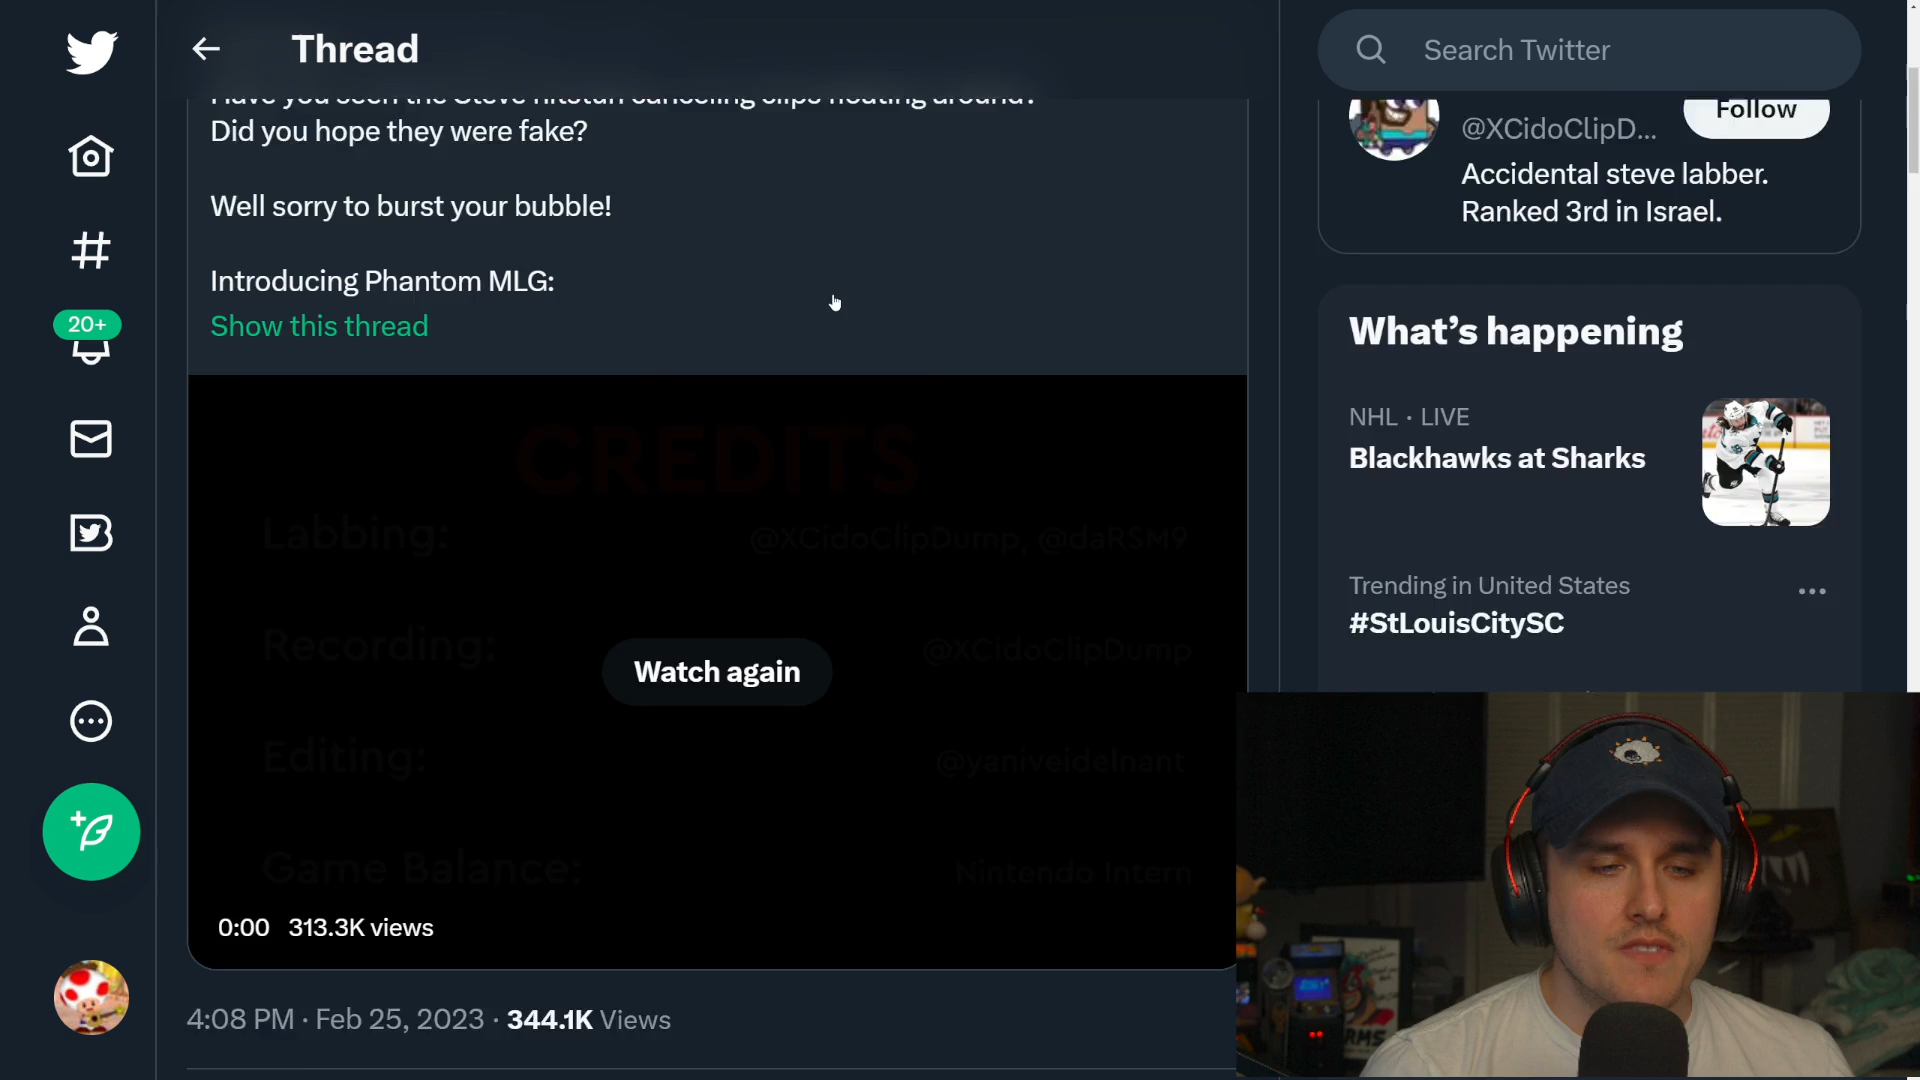 Thread
Have you seen the Steve hitstun canceling clips floating around?
Did you hope they were fake?
Well sorry to burst your bubble!
Introducing Phantom MLG:
Show this thread
20+
CREDITS
Labbing: @XCidoClipDump, @daRSM9
Recording: @XCidoClipDump
Watch again
Editing: @yaniveidelnant
Game Balance: Nintendo Intern
0:00 313.3K views
4:08 PM · Feb 25, 2023 · 344.1K Views
Search Twitter
Follow
@XCidoClipD...
Accidental steve labber.
Ranked 3rd in Israel.
What's happening
NHL · LIVE
Blackhawks at Sharks
Trending in United States
#StLouisCitySC